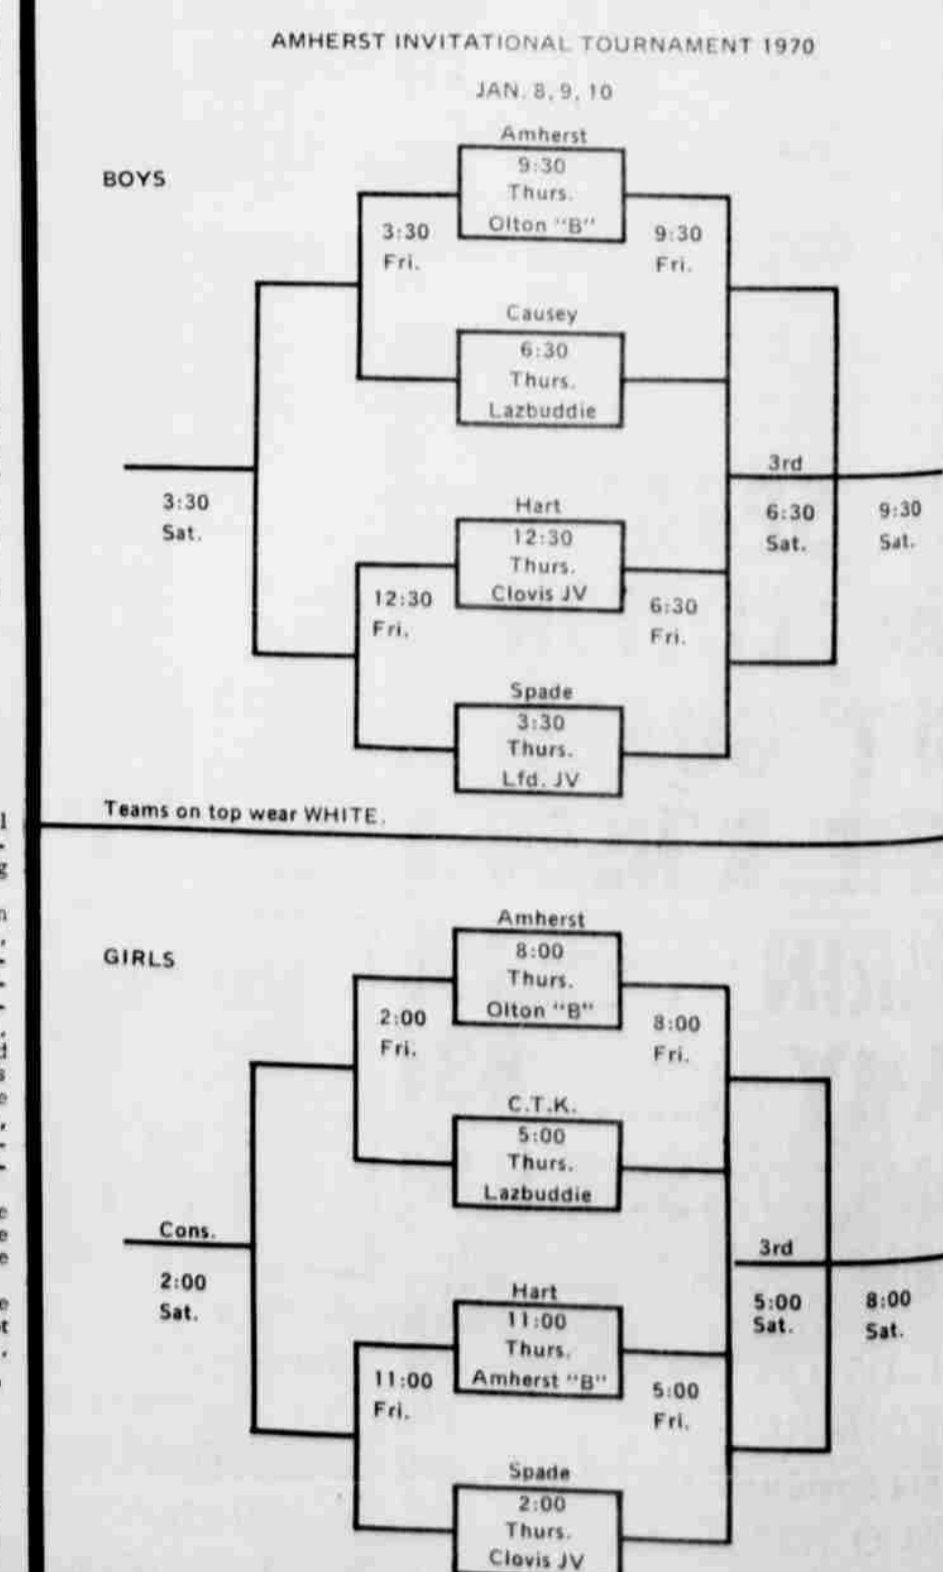 AMHERST INVITATIONAL TOURNAMENT 1970
JAN. 8, 9, 10
BOYS
Amherst
9:30
Thurs.
Olton "B"
3:30
Fri.
9:30
Fri.
Causey
6:30
Thurs.
Lazbuddie
3:30
Sat.
3rd
6:30
Sat.
9:30
Sat.
Hart
12:30
Thurs.
Clovis JV
12:30
Fri.
6:30
Fri.
Spade
3:30
Thurs.
Lfd. JV
Teams on top wear WHITE.
GIRLS
Amherst
8:00
Thurs.
Olton "B"
2:00
Fri.
8:00
Fri.
C.T.K.
5:00
Thurs.
Lazbuddie
Cons.
2:00
Sat.
3rd
5:00
Sat.
8:00
Sat.
Hart
11:00
Thurs.
Amherst "B"
11:00
Fri.
5:00
Fri.
Spade
2:00
Thurs.
Clovis JV